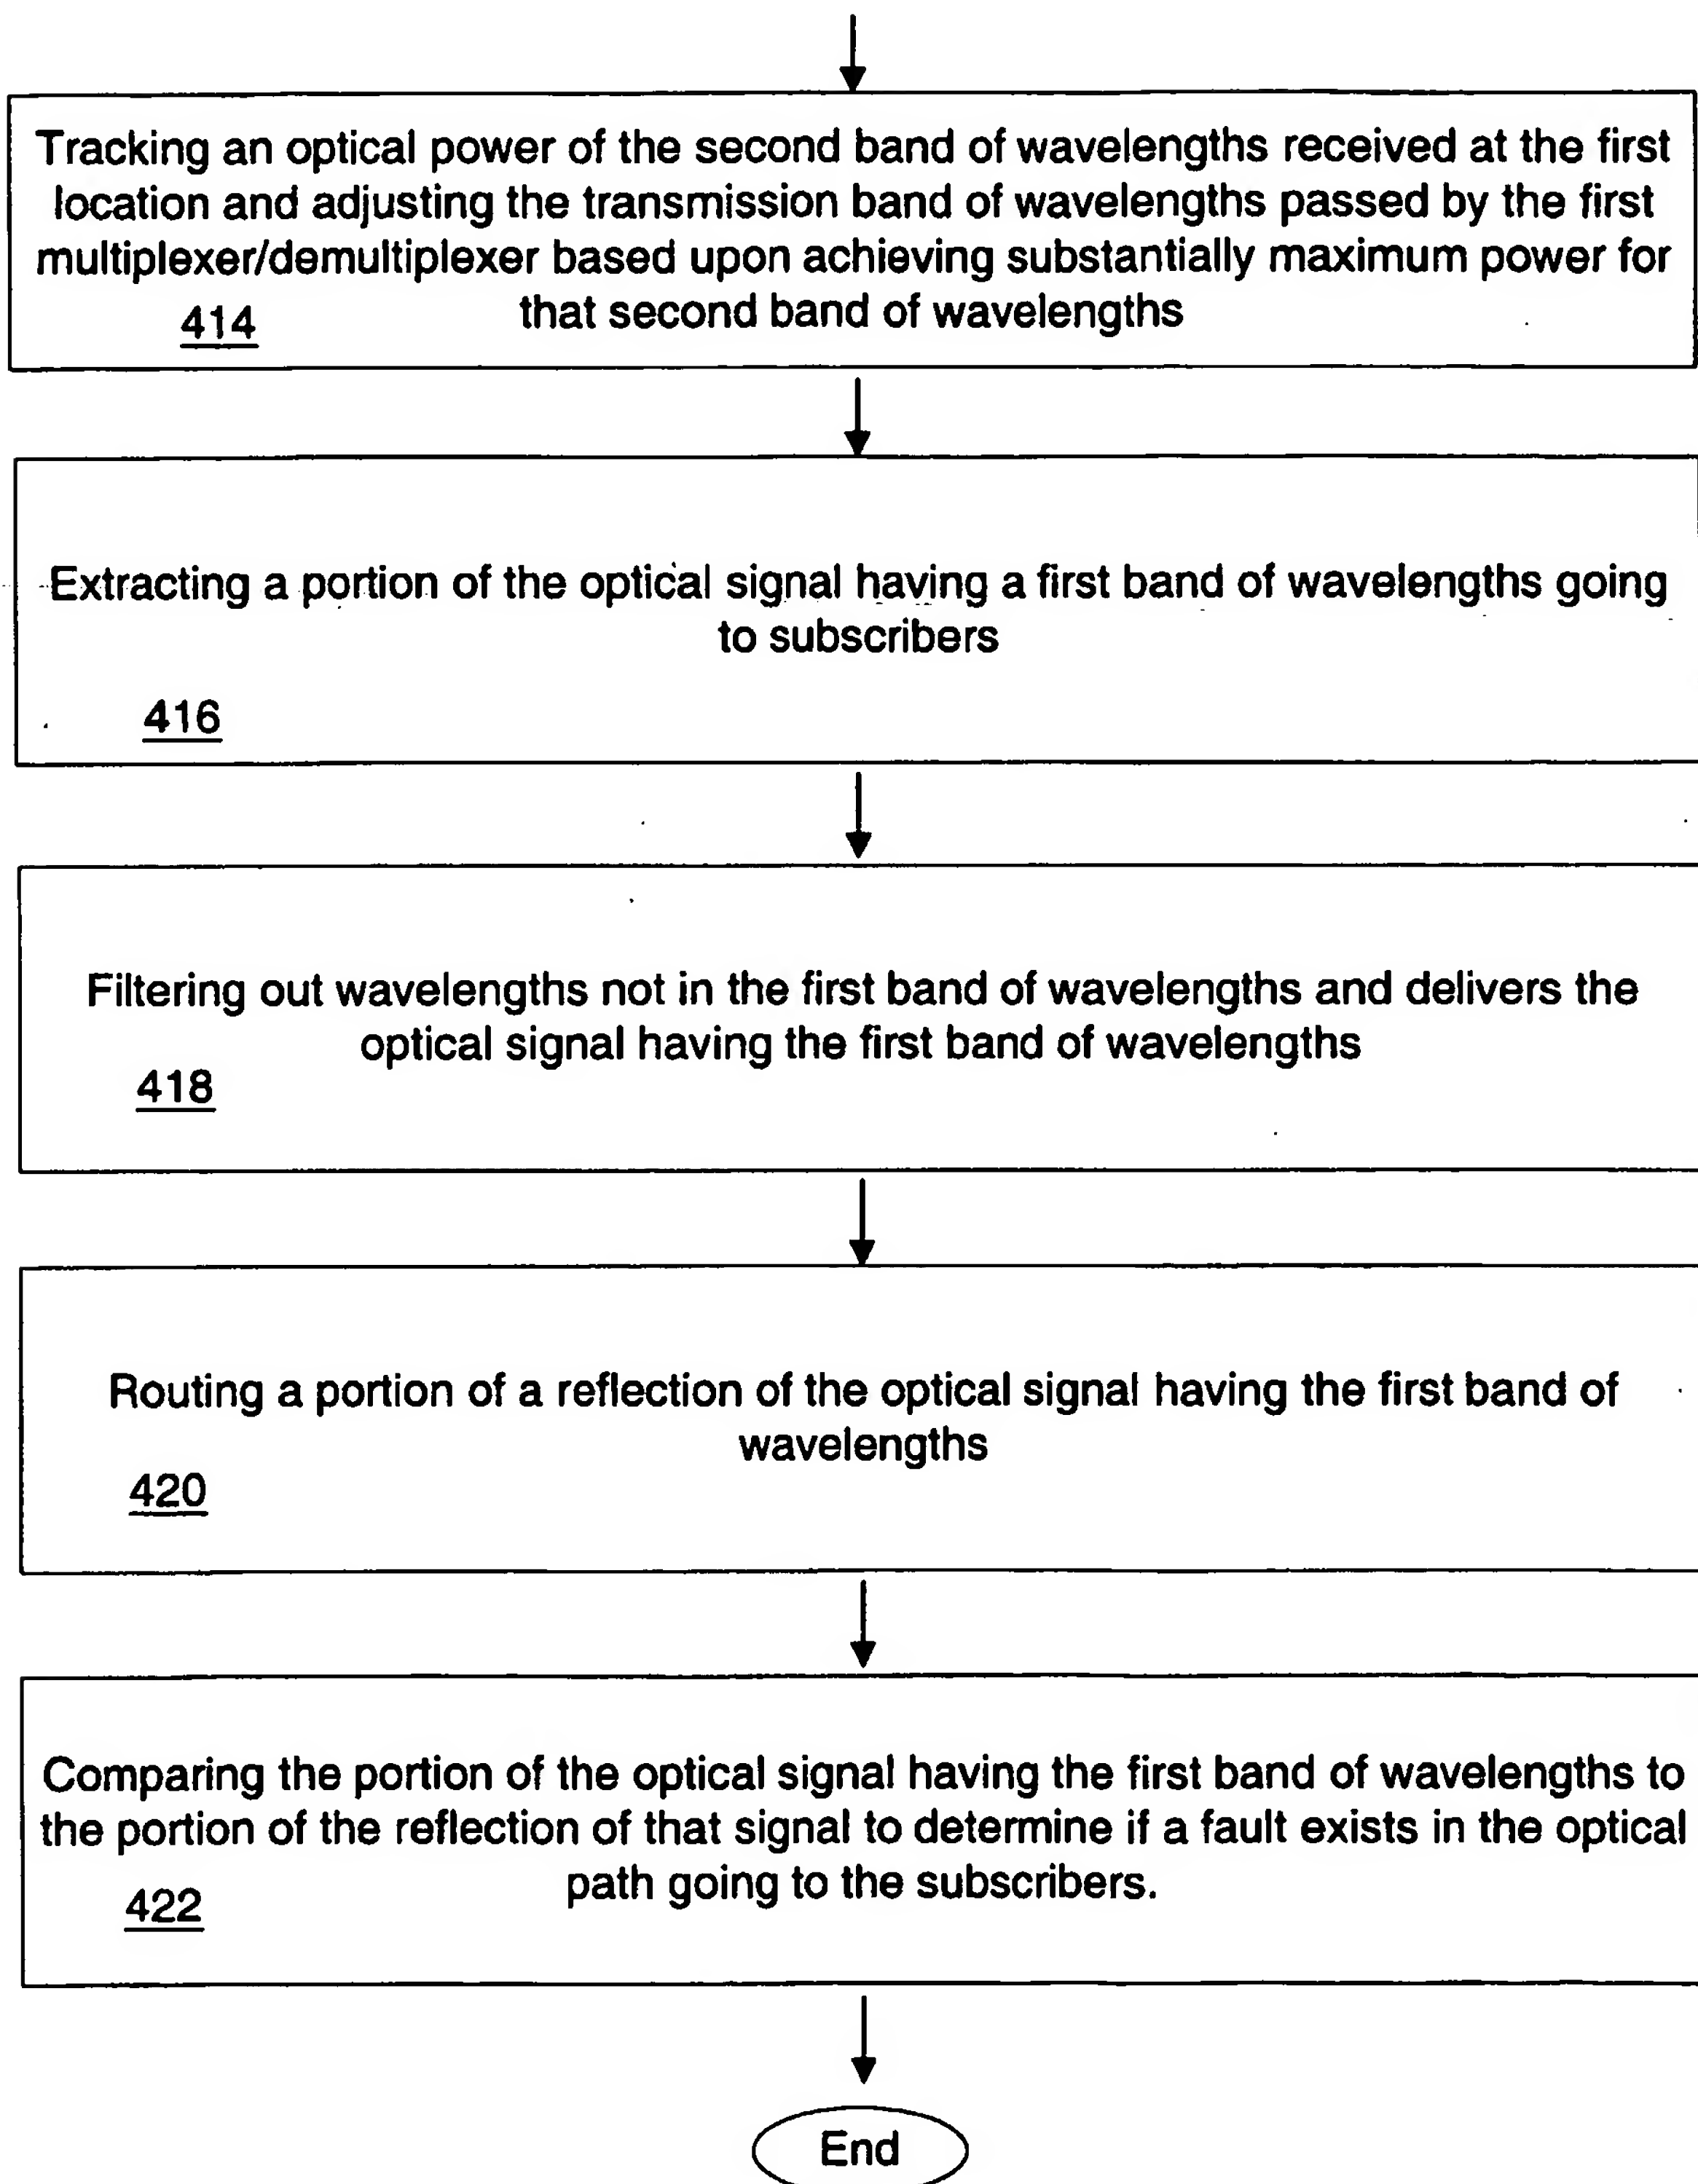 Tracking an optical power of the second band of wavelengths received at the first
location and adjusting the transmission band of wavelengths passed by the first
multiplexer/demultiplexer based upon achieving substantially maximum power for
that second band of wavelengths
414
Extracting a portion of the optical signal having a first band of wavelengths going
to subscribers
416
Filtering out wavelengths not in the first band of wavelengths and delivers the
optical signal having the first band of wavelengths
418
Routing a portion of a reflection of the optical signal having the first band of
wavelengths
420
Comparing the portion of the optical signal having the first band of wavelengths to
the portion of the reflection of that signal to determine if a fault exists in the optical
path going to the subscribers.
422
End